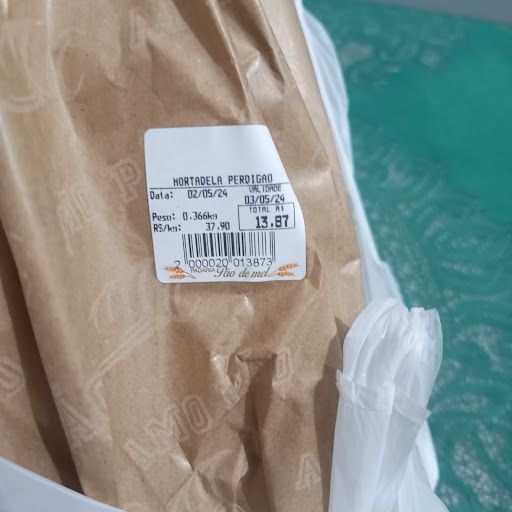 MORTADELA PERDIGAO
Data: 02/05/24
VALIDADE
03/05/24
Peso: 0,366kg
R$/kg: 37.90
TOTAL R$
13,87
2 000020 013873
PADARIA Pão de mel
AMO